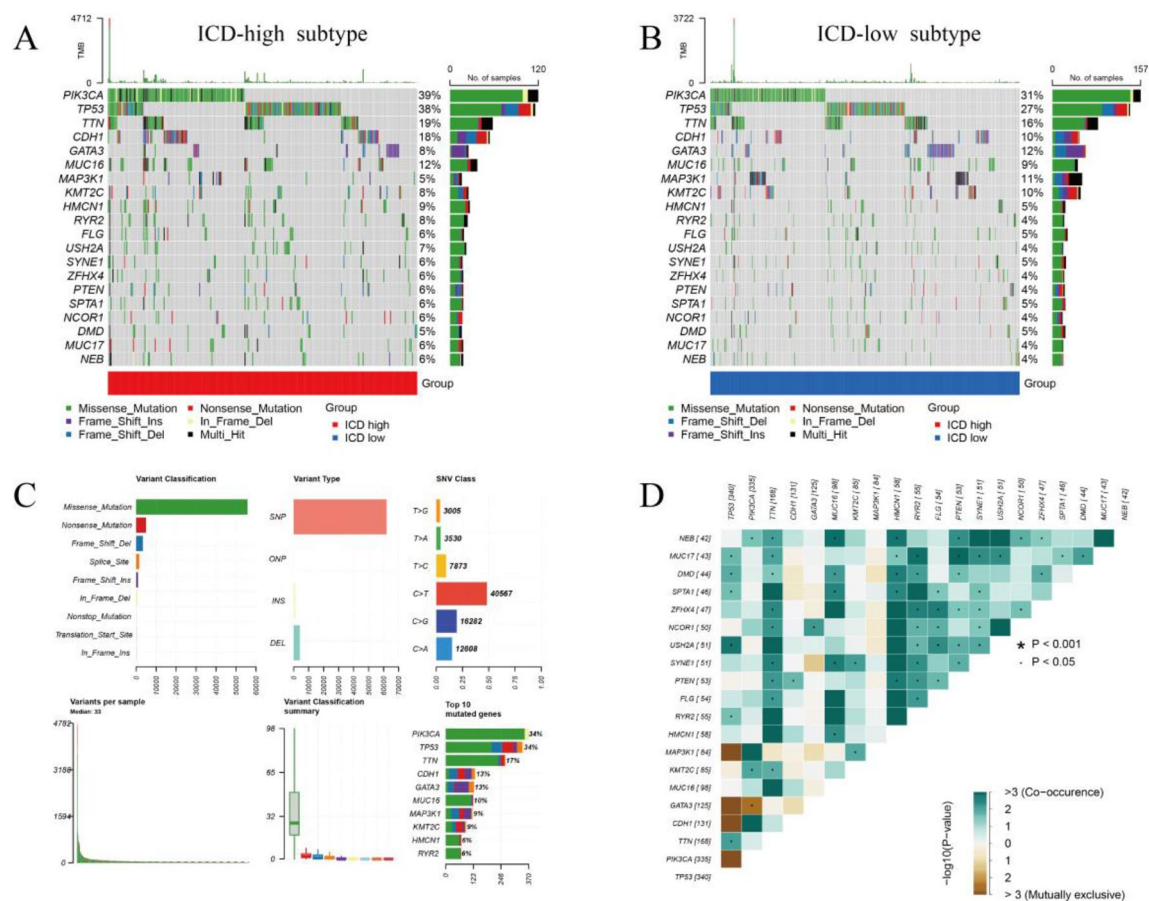 A
ICD-high subtype
4712
TMB
0
0
120
No. of samples
PIK3CA 39%
TP53 38%
TTN 19%
CDH1 18%
GATA3 8%
MUC16 12%
MAP3K1 5%
KMT2C 8%
HMCN1 9%
RYR2 8%
FLG 6%
USH2A 7%
SYNE1 6%
ZFHX4 6%
PTEN 6%
SPTA1 6%
NCOR1 6%
DMD 5%
MUC17 6%
NEB 6%
Group
Missense_Mutation Nonsense_Mutation Group
Frame_Shift_Ins In_Frame_Del ICD high
Frame_Shift_Del Multi_Hit ICD low
B
ICD-low subtype
3722
TMB
0
0
157
No. of samples
PIK3CA 31%
TP53 27%
TTN 16%
CDH1 10%
GATA3 12%
MUC16 9%
MAP3K1 11%
KMT2C 10%
HMCN1 5%
RYR2 4%
FLG 5%
USH2A 4%
SYNE1 5%
ZFHX4 4%
PTEN 4%
SPTA1 4%
NCOR1 4%
DMD 5%
MUC17 4%
NEB 4%
Group
Missense_Mutation Nonsense_Mutation Group
Frame_Shift_Del In_Frame_Del ICD high
Frame_Shift_Ins Multi_Hit ICD low
C
Variant Classification
Missense_Mutation
Nonsense_Mutation
Frame_Shift_Del
Splice_Site
Frame_Shift_Ins
In_Frame_Del
Nonstop_Mutation
Translation_Start_Site
In_Frame_Ins
0 10000 20000 30000 40000 50000 60000
Variant Type
SNP
ONP
INS
DEL
0 10000 20000 30000 40000 50000 60000 70000
SNV Class
T>G 3005
T>A 3530
T>C 7873
C>T 40567
C>G 16282
C>A 12608
0.00 0.25 0.50 0.75 1.00
Variants per sample
Median: 33
4782
3188
1594
0
Variant Classification
summary
98
65
32
0
Top 10
mutated genes
PIK3CA 34%
TP53 34%
TTN 17%
CDH1 13%
GATA3 13%
MUC16 10%
MAP3K1 9%
KMT2C 9%
HMCN1 6%
RYR2 6%
0 123 246 370
D
TP53 [340]
PIK3CA [335]
TTN [168]
CDH1 [131]
GATA3 [125]
MUC16 [98]
KMT2C [85]
MAP3K1 [84]
HMCN1 [58]
RYR2 [55]
FLG [54]
PTEN [53]
SYNE1 [51]
USH2A [51]
NCOR1 [50]
ZFHX4 [47]
SPTA1 [46]
DMD [44]
MUC17 [43]
NEB [42]
NEB [42]
MUC17 [43]
DMD [44]
SPTA1 [46]
ZFHX4 [47]
NCOR1 [50]
USH2A [51]
SYNE1 [51]
PTEN [53]
FLG [54]
RYR2 [55]
HMCN1 [58]
MAP3K1 [84]
KMT2C [85]
MUC16 [98]
GATA3 [125]
CDH1 [131]
TTN [168]
PIK3CA [335]
TP53 [340]
* P < 0.001
· P < 0.05
−log10(P-value)
>3 (Co-occurence)
2
1
0
1
2
> 3 (Mutually exclusive)